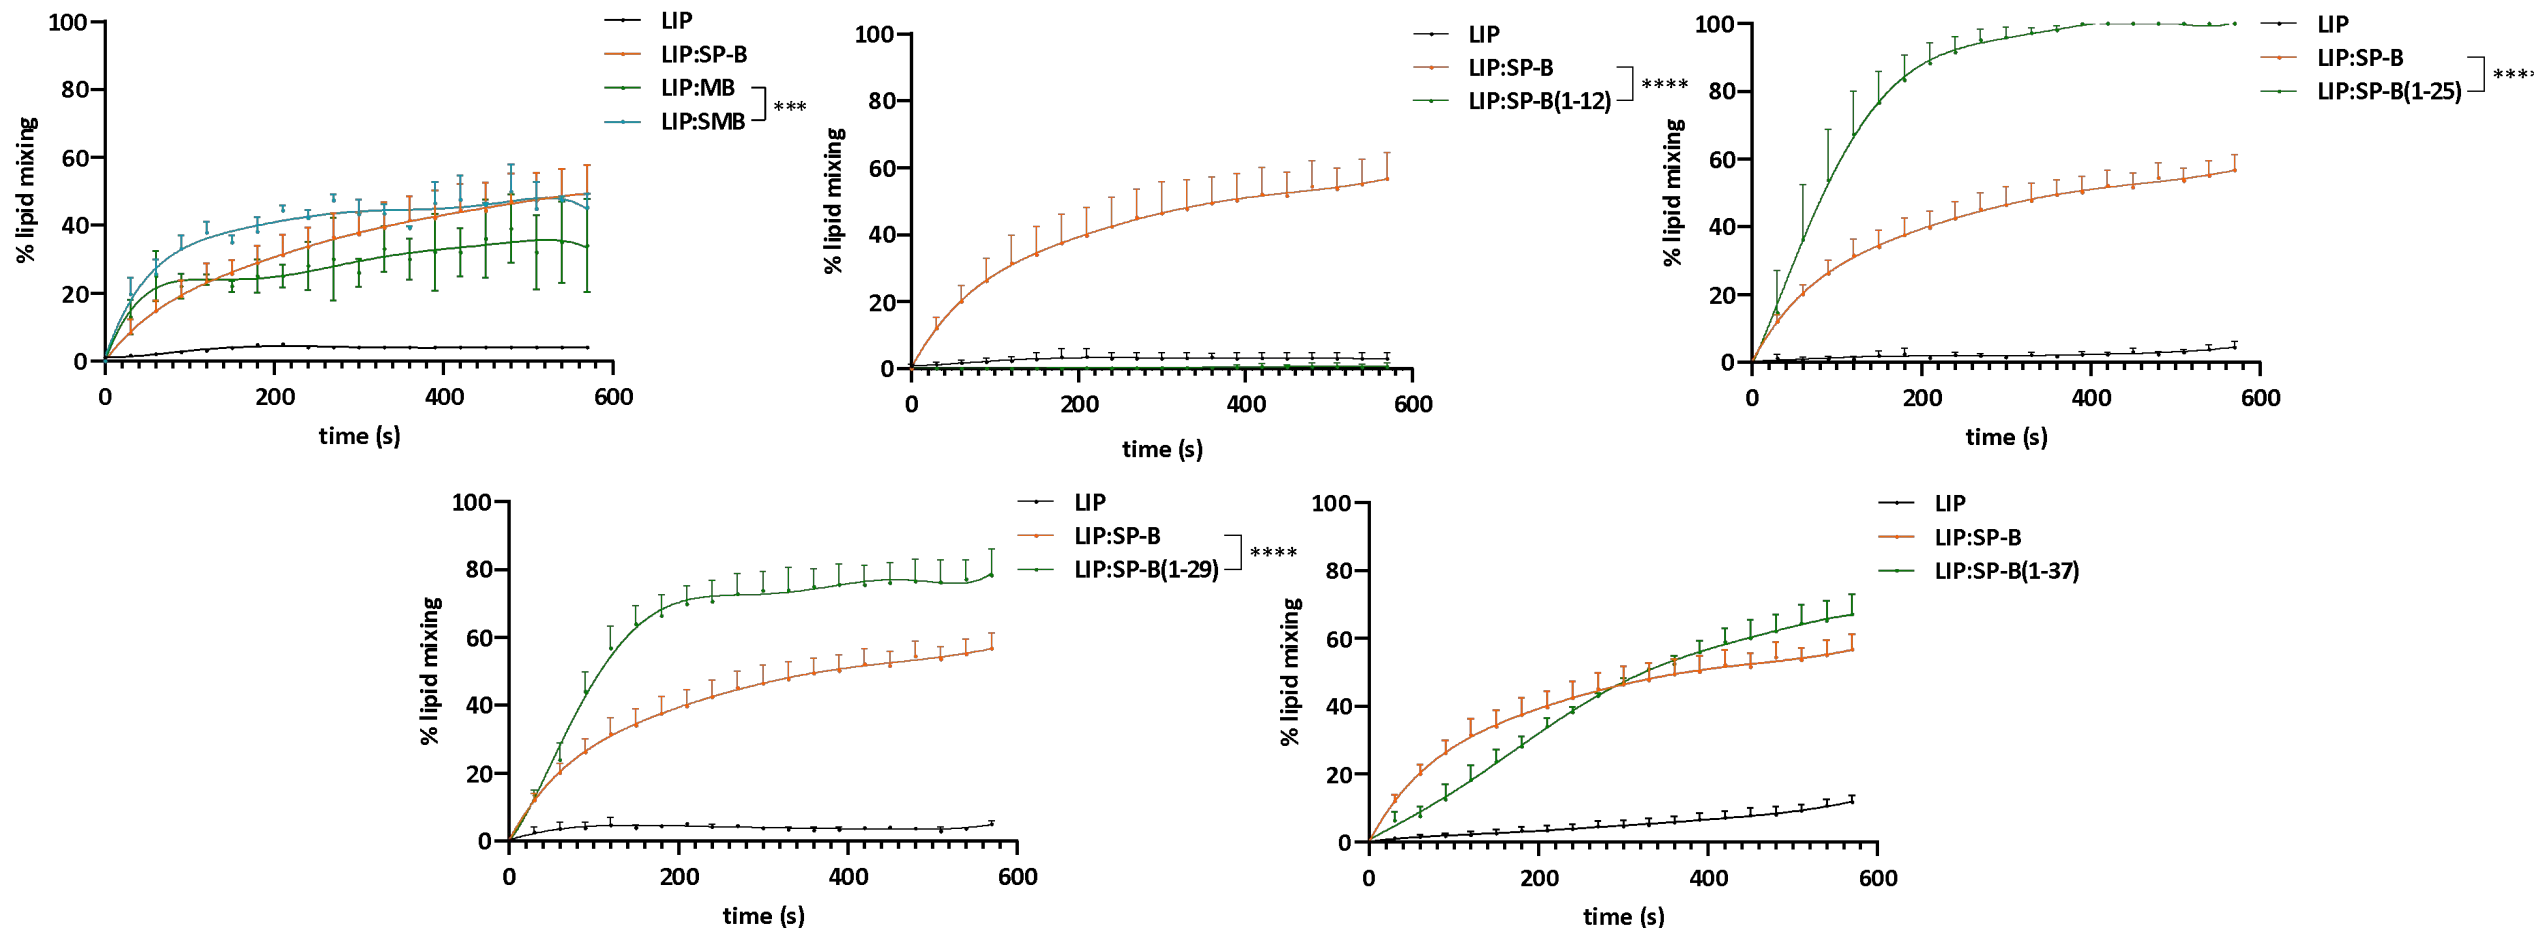 100
80
60
40
20
0
% lipid mixing
0 200 400 600
time (s)
LIP
LIP:SP-B
LIP:MB
LIP:SMB
***
100
80
60
40
20
0
% lipid mixing
0 200 400 600
time (s)
LIP
LIP:SP-B
LIP:SP-B(1-12)
****
100
80
60
40
20
0
% lipid mixing
0 200 400 600
time (s)
LIP
LIP:SP-B
LIP:SP-B(1-25)
****
100
80
60
40
20
0
% lipid mixing
0 200 400 600
time (s)
LIP
LIP:SP-B
LIP:SP-B(1-29)
****
100
80
60
40
20
0
% lipid mixing
0 200 400 600
time (s)
LIP
LIP:SP-B
LIP:SP-B(1-37)